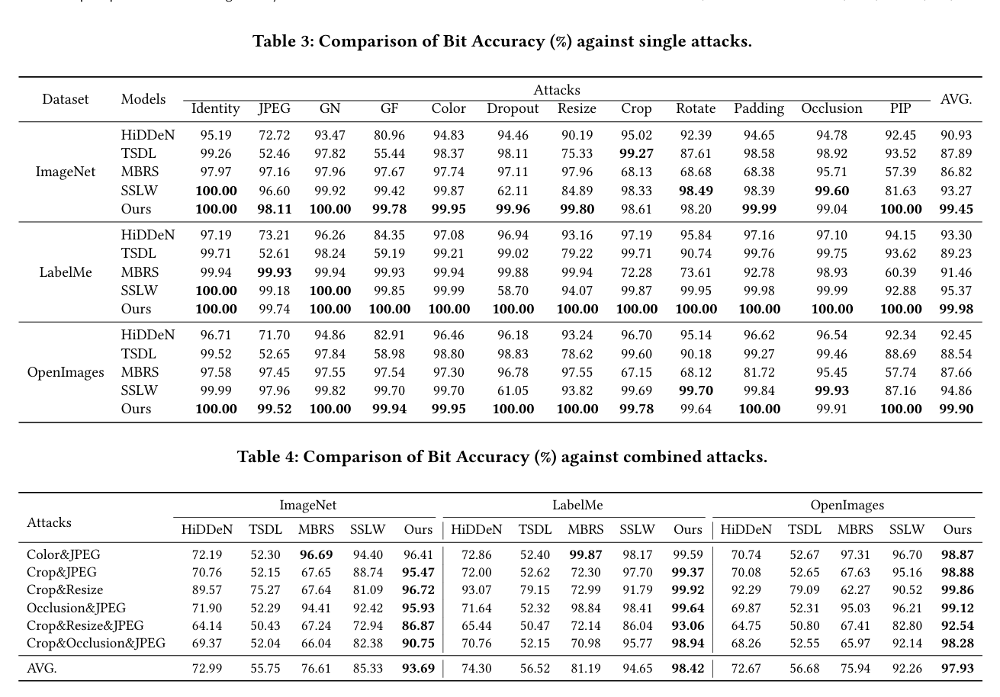 Table 3: Comparison of Bit Accuracy (%) against single attacks.
Dataset Models Attacks AVG.
Identity JPEG GN GF Color Dropout Resize Crop Rotate Padding Occlusion PIP
ImageNet
HiDDeN 95.19 72.72 93.47 80.96 94.83 94.46 90.19 95.02 92.39 94.65 94.78 92.45 90.93
TSDL 99.26 52.46 97.82 55.44 98.37 98.11 75.33 99.27 87.61 98.58 98.92 93.52 87.89
MBRS 97.97 97.16 97.96 97.67 97.74 97.11 97.96 68.13 68.68 68.38 95.71 57.39 86.82
SSLW 100.00 96.60 99.92 99.42 99.87 62.11 84.89 98.33 98.49 98.39 99.60 81.63 93.27
Ours 100.00 98.11 100.00 99.78 99.95 99.96 99.80 98.61 98.20 99.99 99.04 100.00 99.45
LabelMe
HiDDeN 97.19 73.21 96.26 84.35 97.08 96.94 93.16 97.19 95.84 97.16 97.10 94.15 93.30
TSDL 99.71 52.61 98.24 59.19 99.21 99.02 79.22 99.71 90.74 99.76 99.75 93.62 89.23
MBRS 99.94 99.93 99.94 99.93 99.94 99.88 99.94 72.28 73.61 92.78 98.93 60.39 91.46
SSLW 100.00 99.18 100.00 99.85 99.99 58.70 94.07 99.87 99.95 99.98 99.99 92.88 95.37
Ours 100.00 99.74 100.00 100.00 100.00 100.00 100.00 100.00 100.00 100.00 100.00 100.00 99.98
OpenImages
HiDDeN 96.71 71.70 94.86 82.91 96.46 96.18 93.24 96.70 95.14 96.62 96.54 92.34 92.45
TSDL 99.52 52.65 97.84 58.98 98.80 98.83 78.62 99.60 90.18 99.27 99.46 88.69 88.54
MBRS 97.58 97.45 97.55 97.54 97.30 96.78 97.55 67.15 68.12 81.72 95.45 57.74 87.66
SSLW 99.99 97.96 99.82 99.70 99.70 61.05 93.82 99.69 99.70 99.84 99.93 87.16 94.86
Ours 100.00 99.52 100.00 99.94 99.95 100.00 100.00 99.78 99.64 100.00 99.91 100.00 99.90
Table 4: Comparison of Bit Accuracy (%) against combined attacks.
Attacks ImageNet LabelMe OpenImages
HiDDeN TSDL MBRS SSLW Ours HiDDeN TSDL MBRS SSLW Ours HiDDeN TSDL MBRS SSLW Ours
Color&JPEG 72.19 52.30 96.69 94.40 96.41 72.86 52.40 99.87 98.17 99.59 70.74 52.67 97.31 96.70 98.87
Crop&JPEG 70.76 52.15 67.65 88.74 95.47 72.00 52.62 72.30 97.70 99.37 70.08 52.65 67.63 95.16 98.88
Crop&Resize 89.57 75.27 67.64 81.09 96.72 93.07 79.15 72.99 91.79 99.92 92.29 79.09 62.27 90.52 99.86
Occlusion&JPEG 71.90 52.29 94.41 92.42 95.93 71.64 52.32 98.84 98.41 99.64 69.87 52.31 95.03 96.21 99.12
Crop&Resize&JPEG 64.14 50.43 67.24 72.94 86.87 65.44 50.47 72.14 86.04 93.06 64.75 50.80 67.41 82.80 92.54
Crop&Occlusion&JPEG 69.37 52.04 66.04 82.38 90.75 70.76 52.15 70.98 95.77 98.94 68.26 52.55 65.97 92.14 98.28
AVG. 72.99 55.75 76.61 85.33 93.69 74.30 56.52 81.19 94.65 98.42 72.67 56.68 75.94 92.26 97.93